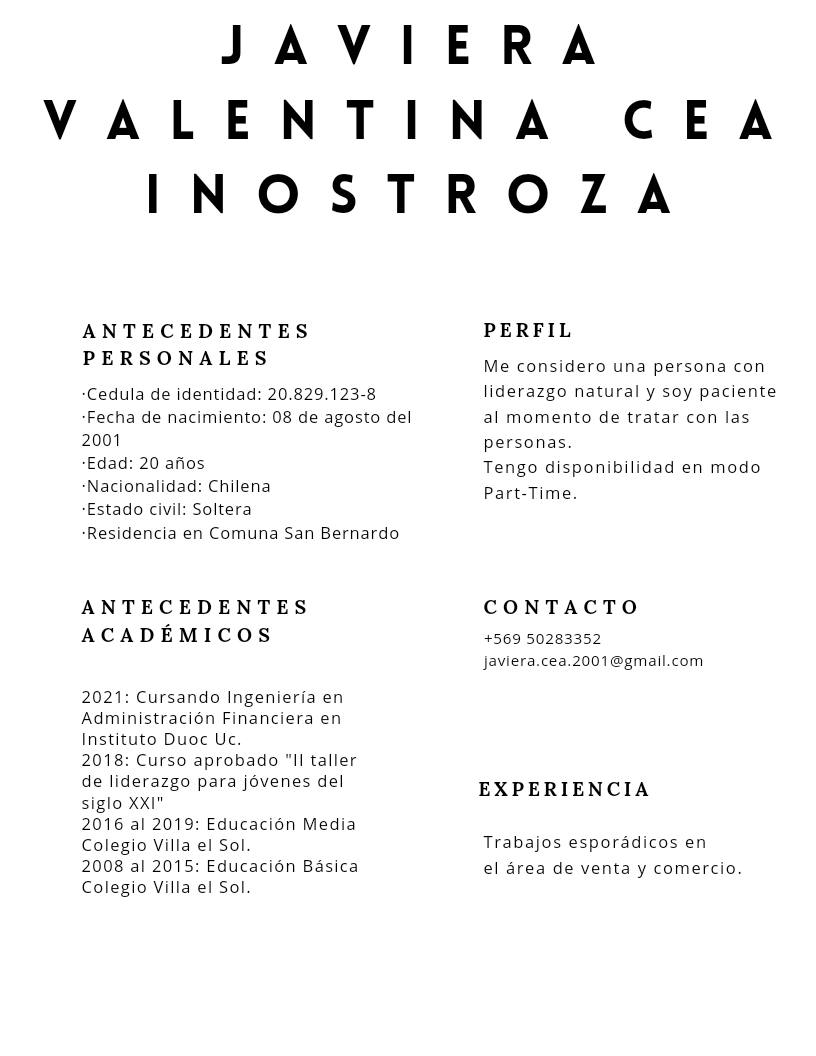 JAVIERA
VALENTINA CEA
INOSTROZA
ANTECEDENTES
PERSONALES
·Cedula de identidad: 20.829.123-8
·Fecha de nacimiento: 08 de agosto del
2001
·Edad: 20 años
·Nacionalidad: Chilena
·Estado civil: Soltera
·Residencia en Comuna San Bernardo
PERFIL
Me considero una persona con
liderazgo natural y soy paciente
al momento de tratar con las
personas.
Tengo disponibilidad en modo
Part-Time.
ANTECEDENTES
ACADÉMICOS
2021: Cursando Ingeniería en
Administración Financiera en
Instituto Duoc Uc.
2018: Curso aprobado "II taller
de liderazgo para jóvenes del
siglo XXI"
2016 al 2019: Educación Media
Colegio Villa el Sol.
2008 al 2015: Educación Básica
Colegio Villa el Sol.
CONTACTO
+569 50283352
javiera.cea.2001@gmail.com
EXPERIENCIA
Trabajos esporádicos en
el área de venta y comercio.